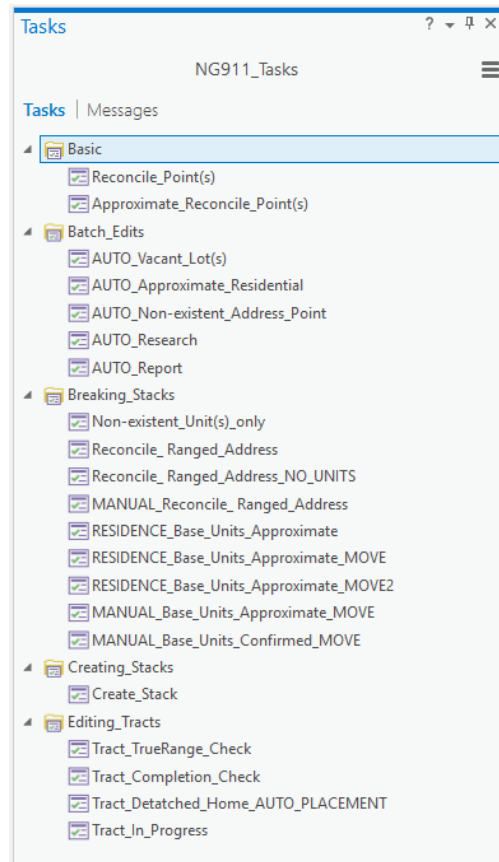 Tasks
NG911_Tasks
Tasks | Messages
Basic
Reconcile_Point(s)
Approximate_Reconcile_Point(s)
Batch_Edits
AUTO_Vacant_Lot(s)
AUTO_Approximate_Residential
AUTO_Non-existent_Address_Point
AUTO_Research
AUTO_Report
Breaking_Stacks
Non-existent_Unit(s)_only
Reconcile_ Ranged_Address
Reconcile_ Ranged_Address_NO_UNITS
MANUAL_Reconcile_ Ranged_Address
RESIDENCE_Base_Units_Approximate
RESIDENCE_Base_Units_Approximate_MOVE
RESIDENCE_Base_Units_Approximate_MOVE2
MANUAL_Base_Units_Approximate_MOVE
MANUAL_Base_Units_Confirmed_MOVE
Creating_Stacks
Create_Stack
Editing_Tracts
Tract_TrueRange_Check
Tract_Completion_Check
Tract_Detatched_Home_AUTO_PLACEMENT
Tract_In_Progress